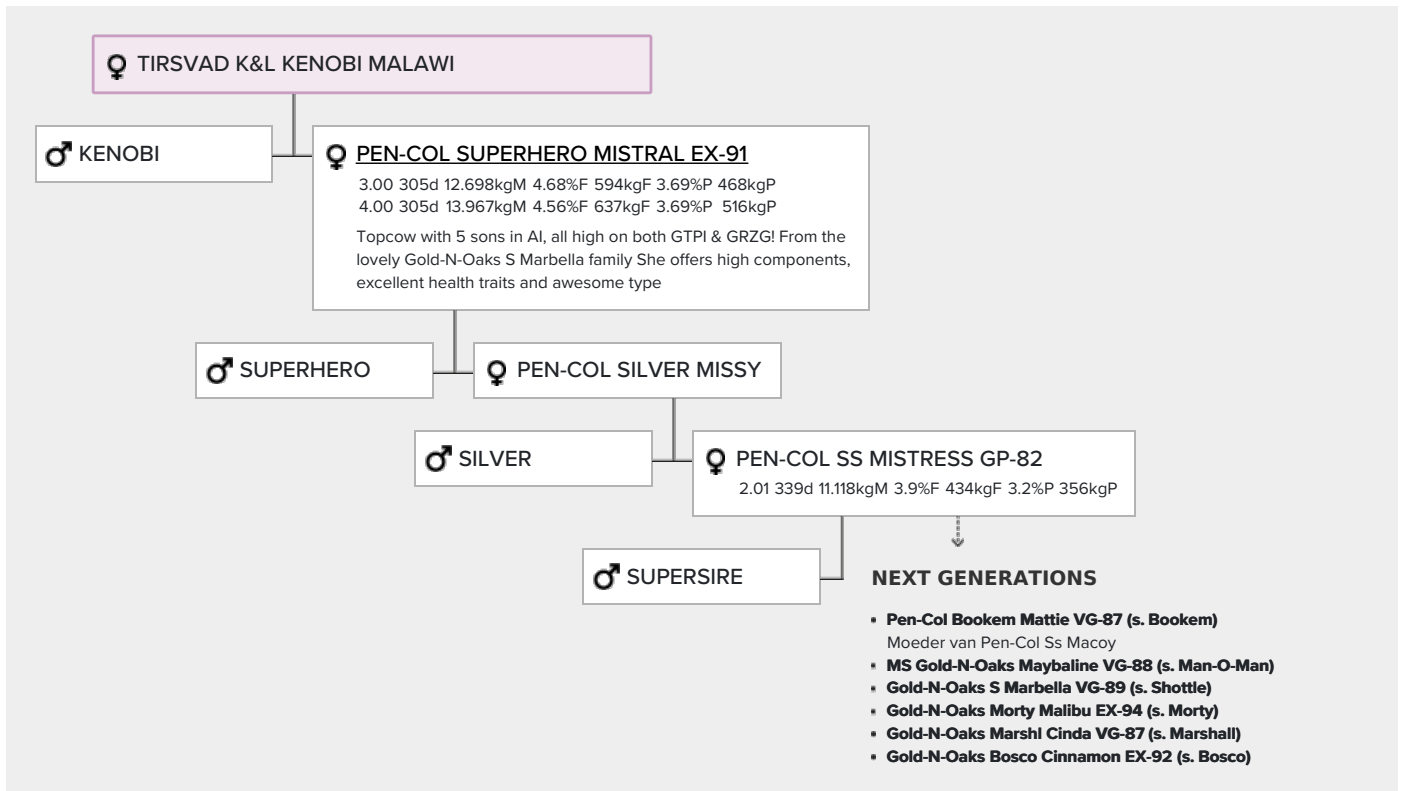 TIRSVAD K&L KENOBI MALAWI
KENOBI
PEN-COL SUPERHERO MISTRAL EX-91
3.00 305d 12.698kgM 4.68%F 594kgF 3.69%P 468kgP
4.00 305d 13.967kgM 4.56%F 637kgF 3.69%P 516kgP
Topcow with 5 sons in AI, all high on both GTPI & GRZG! From the
lovely Gold-N-Oaks S Marbella family She offers high components,
excellent health traits and awesome type
SUPERHERO
PEN-COL SILVER MISSY
SILVER
PEN-COL SS MISTRESS GP-82
2.01 339d 11.118kgM 3.9%F 434kgF 3.2%P 356kgP
SUPERSIRE
NEXT GENERATIONS
Pen-Col Bookem Mattie VG-87 (s. Bookem)
Moeder van Pen-Col Ss Macoy
MS Gold-N-Oaks Maybaline VG-88 (s. Man-O-Man)
Gold-N-Oaks S Marbella VG-89 (s. Shottle)
Gold-N-Oaks Morty Malibu EX-94 (s. Morty)
Gold-N-Oaks Marshl Cinda VG-87 (s. Marshall)
Gold-N-Oaks Bosco Cinnamon EX-92 (s. Bosco)